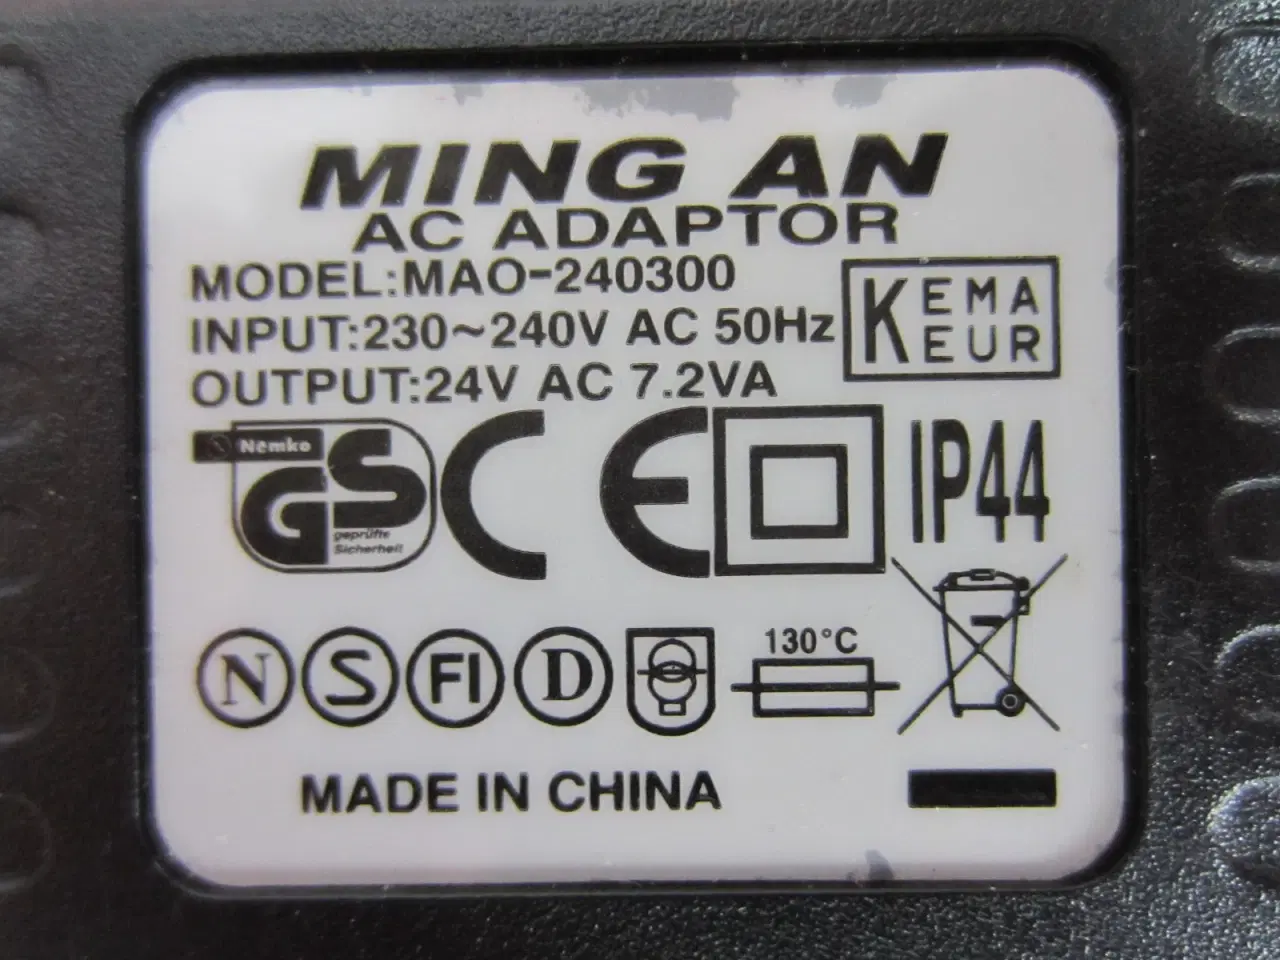 MING AN
AC ADAPTOR
MODEL:MAO-240300
INPUT:230~240V AC 50Hz
OUTPUT:24V AC 7.2VA
KEMA
EUR
Nemko
GS
geprüfte
Sicherheit
CE
IP44
N S FI D
130°C
MADE IN CHINA